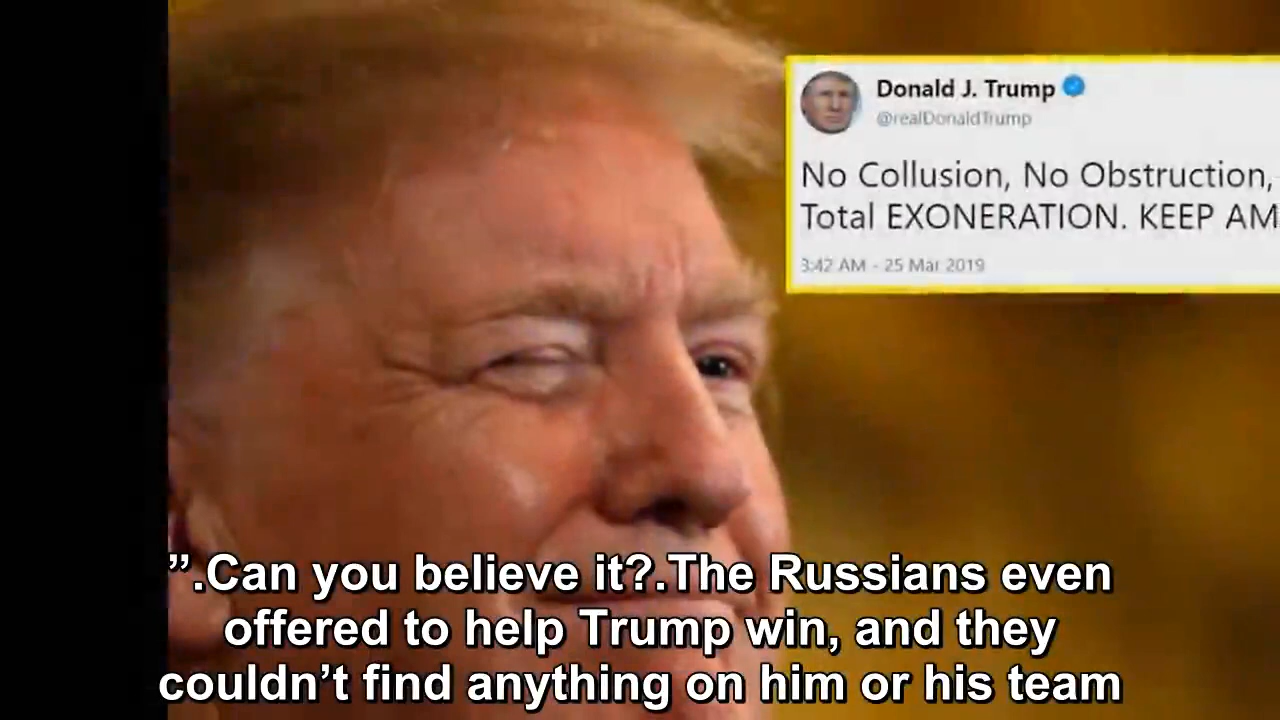 Donald J. Trump
@realDonaldTrump
No Collusion, No Obstruction,
Total EXONERATION. KEEP AM
3:42 AM - 25 Mar 2019
”.Can you believe it?.The Russians even
offered to help Trump win, and they
couldn’t find anything on him or his team